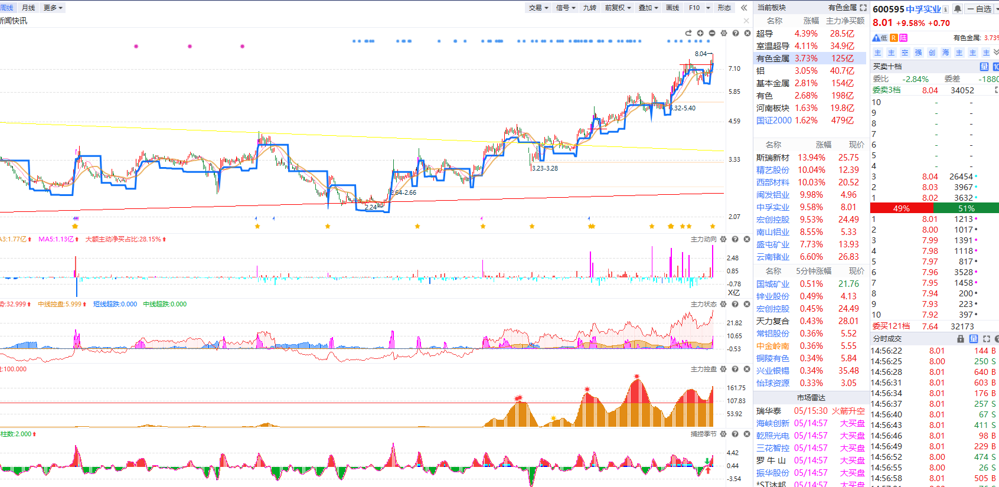 周线 月线 更多
交易 信号 九转 前复权 叠加 画线 F10 形态
新闻快讯
8.04
7.10
5.85
5.32-5.40
4.59
3.33
3.23-3.28
2.64-2.66
2.24
2.07
A3:1.77亿 MA5:1.13亿 大额主动净买占比:28.15% 主力动向
2.48
0.85
-0.78
X亿
势:32.999 中线控盘:5.999 短线超跌:0.000 中线超跌:0.000 主力状态
21.82
10.65
-0.53
:100.000 主力控盘
161.75
107.83
53.92
柱数:2.000 捕捞季节
4.42
0.44
-3.54
当前板块 有色金属
名称 涨幅 主力净买额
超导 4.39% 28.5亿
室温超导 4.11% 34.9亿
有色金属 3.73% 125亿
铝 3.05% 40.7亿
基本金属 2.81% 154亿
有色 2.68% 198亿
河南板块 1.63% 19.8亿
国证2000 1.62% 479亿
名称 涨幅 现价
斯瑞新材 13.94% 25.75
精艺股份 10.04% 12.39
西部材料 10.03% 20.52
闽发铝业 9.98% 4.96
中孚实业 9.58% 8.01
宏创控股 9.53% 24.49
南山铝业 8.55% 5.33
盛屯矿业 7.73% 13.93
云南锗业 6.60% 26.83
名称 5分钟涨幅 现价
国城矿业 0.51% 21.76
锌业股份 0.49% 4.13
宏创控股 0.45% 24.49
天力复合 0.43% 28.01
常铝股份 0.36% 5.52
中金岭南 0.36% 5.55
铜陵有色 0.34% 5.84
兴业银锡 0.34% 35.48
怡球资源 0.33% 3.05
市场雷达
瑞华泰 05/15:30 火箭升空
海峡创新 05/14:57 大买盘
乾照光电 05/14:57 大买盘
三花智控 05/14:57 大买盘
罗牛山 05/14:57 大买盘
振华股份 05/14:57 大买盘
*ST沐邦 05/14:57 大买盘
600595 中孚实业 自选
8.01 +9.58% +0.70
低 R 陆 有色金属: 3.73%
主 主 空 强 创 海 主 主 主
买卖十档 量 10
委比 -2.84% 委差 -1880
委卖3档 8.04 34052
10 - -
9 - -
8 - -
7 - -
6 - -
5 - -
4 - -
3 8.04 26454
2 8.03 3967
1 8.02 3632
49% 51%
1 8.01 1213
2 8.00 1017
3 7.99 1391
4 7.98 1118
5 7.97 817
6 7.96 3528
7 7.95 1458
8 7.94 200
9 7.93 223
10 7.92 397
委买121档 7.64 32173
分时成交 量
14:56:22 8.01 144 B
14:56:25 8.00 250 S
14:56:28 8.01 640 B
14:56:31 8.01 603 B
14:56:34 8.01 176 B
14:56:37 8.01 257 S
14:56:40 8.01 67 S
14:56:43 8.01 411 S
14:56:46 8.01 98 B
14:56:49 8.01 229 B
14:56:52 8.00 474 S
14:56:55 8.00 26 S
14:56:58 8.01 505 B